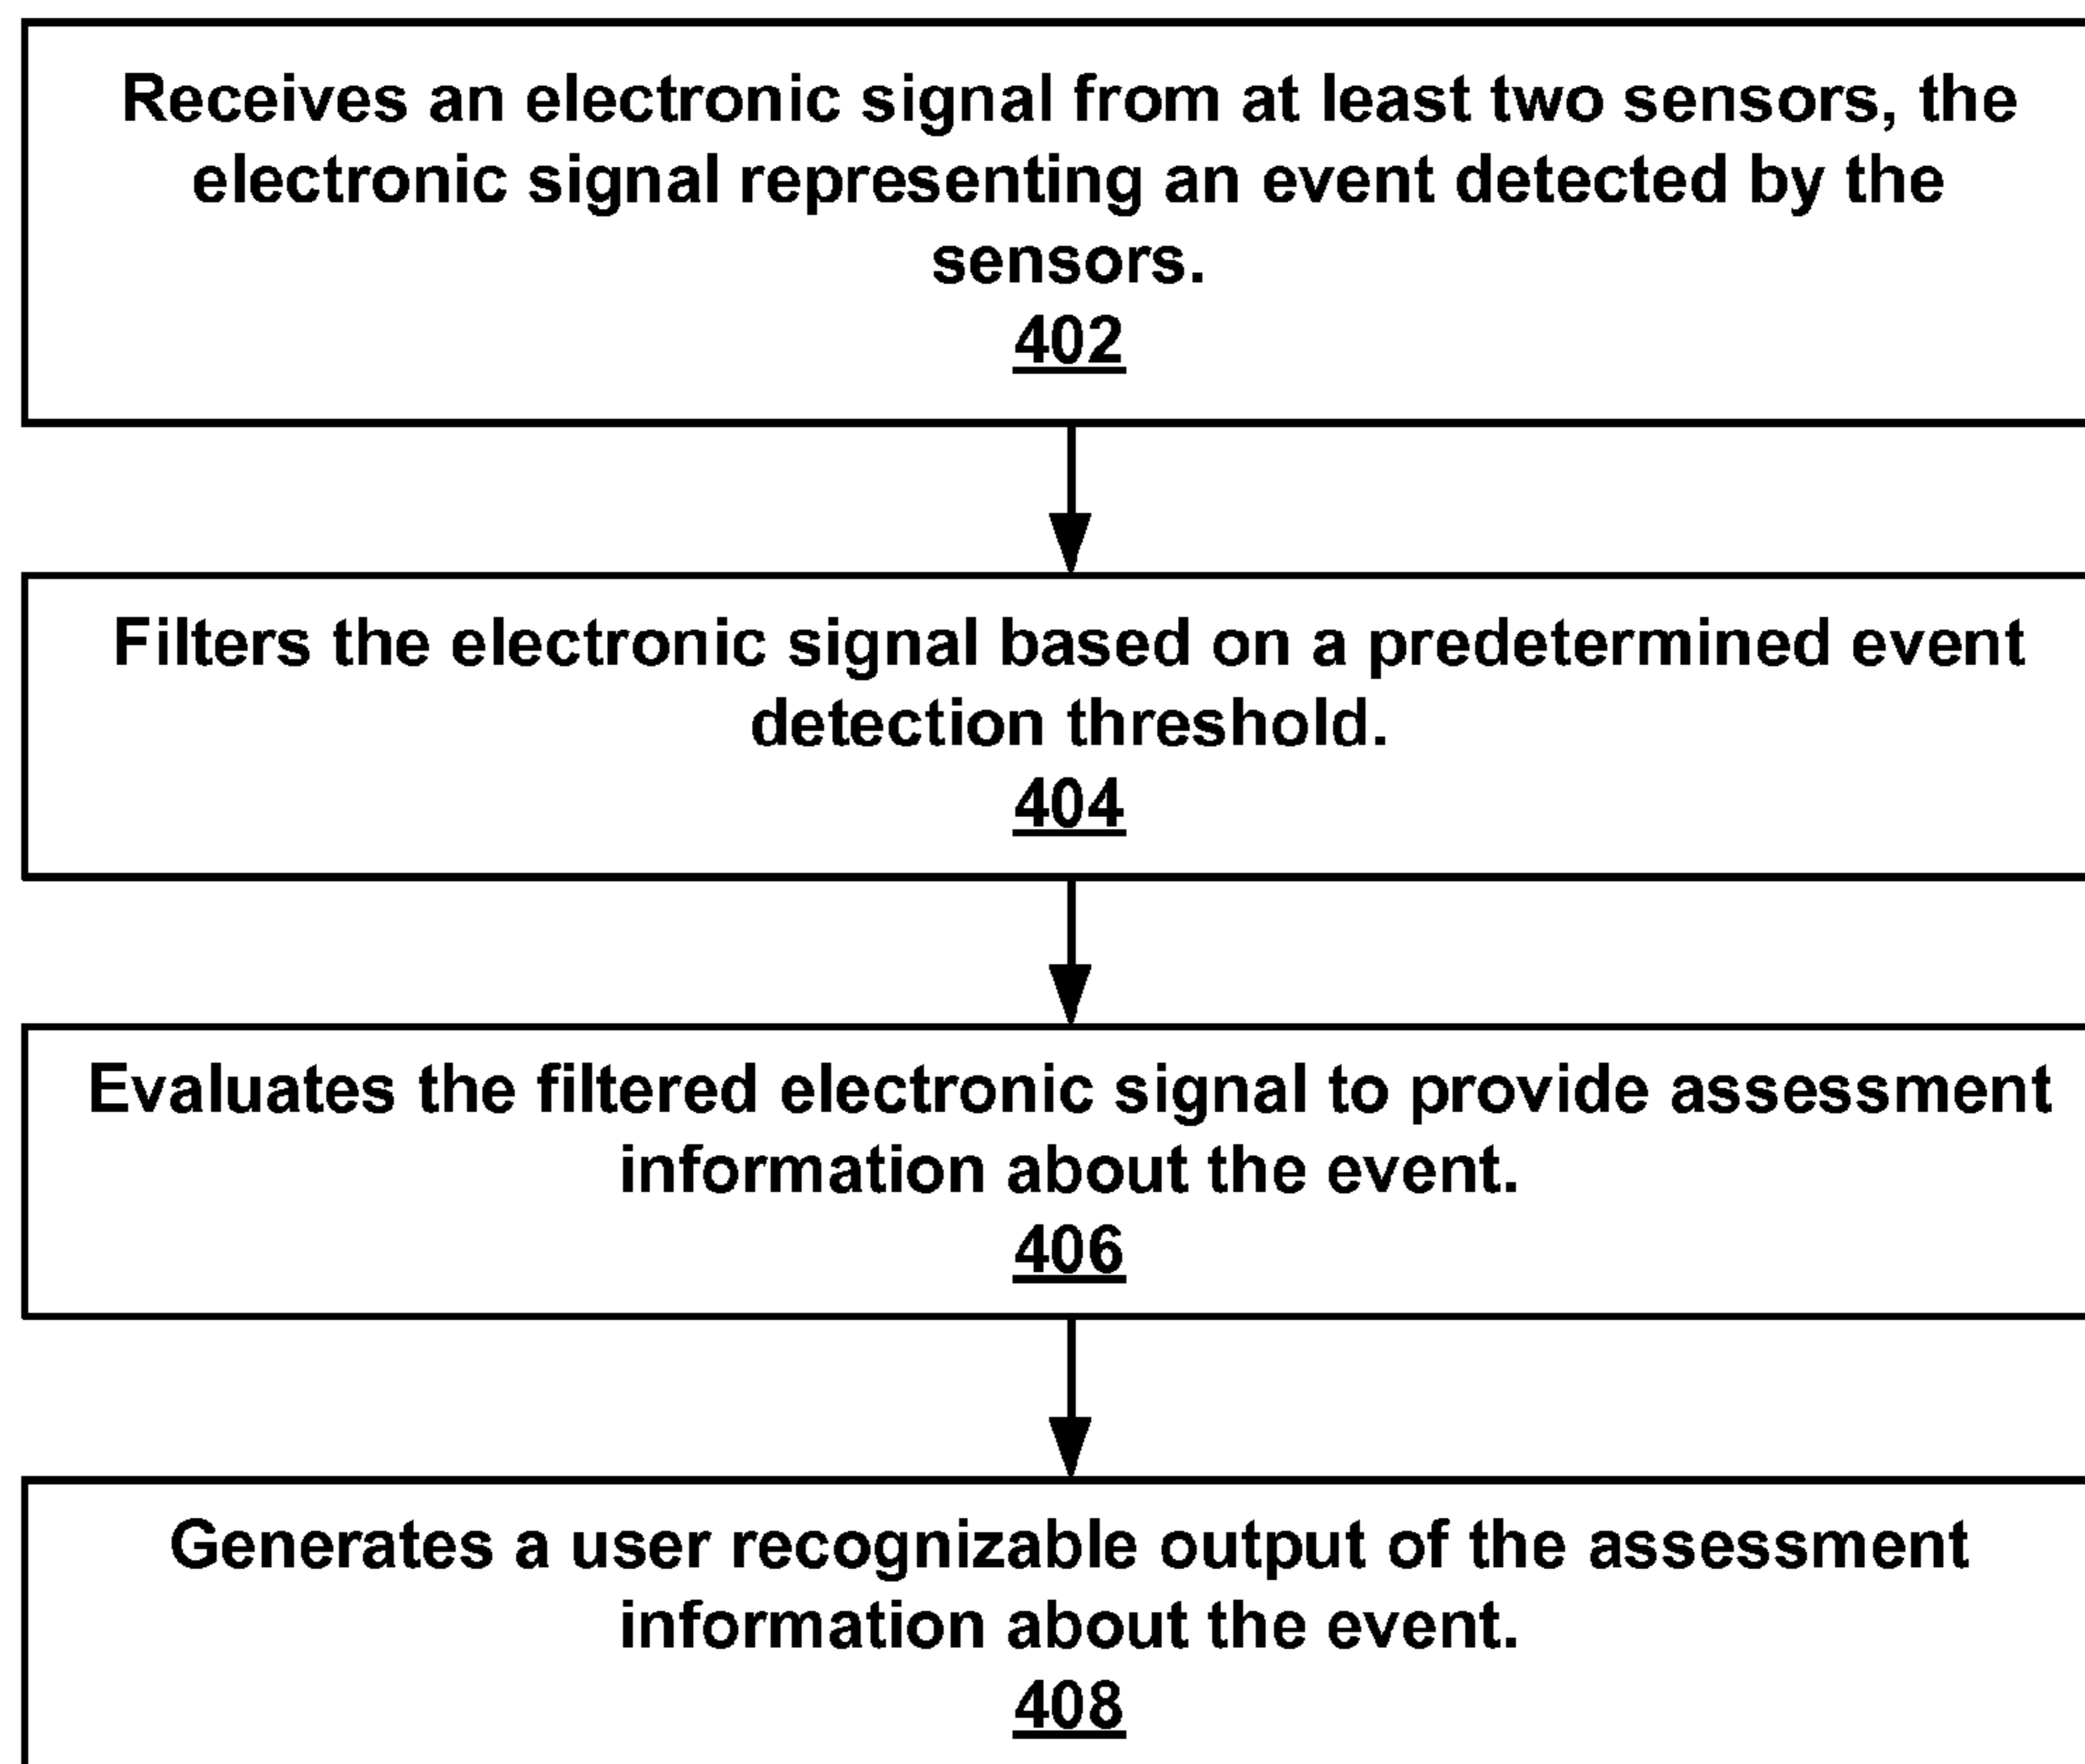 Receives an electronic signal from at least two sensors, the
electronic signal representing an event detected by the
sensors.
402
Filters the electronic signal based on a predetermined event
detection threshold.
404
Evaluates the filtered electronic signal to provide assessment
information about the event.
406
Generates a user recognizable output of the assessment
information about the event.
408